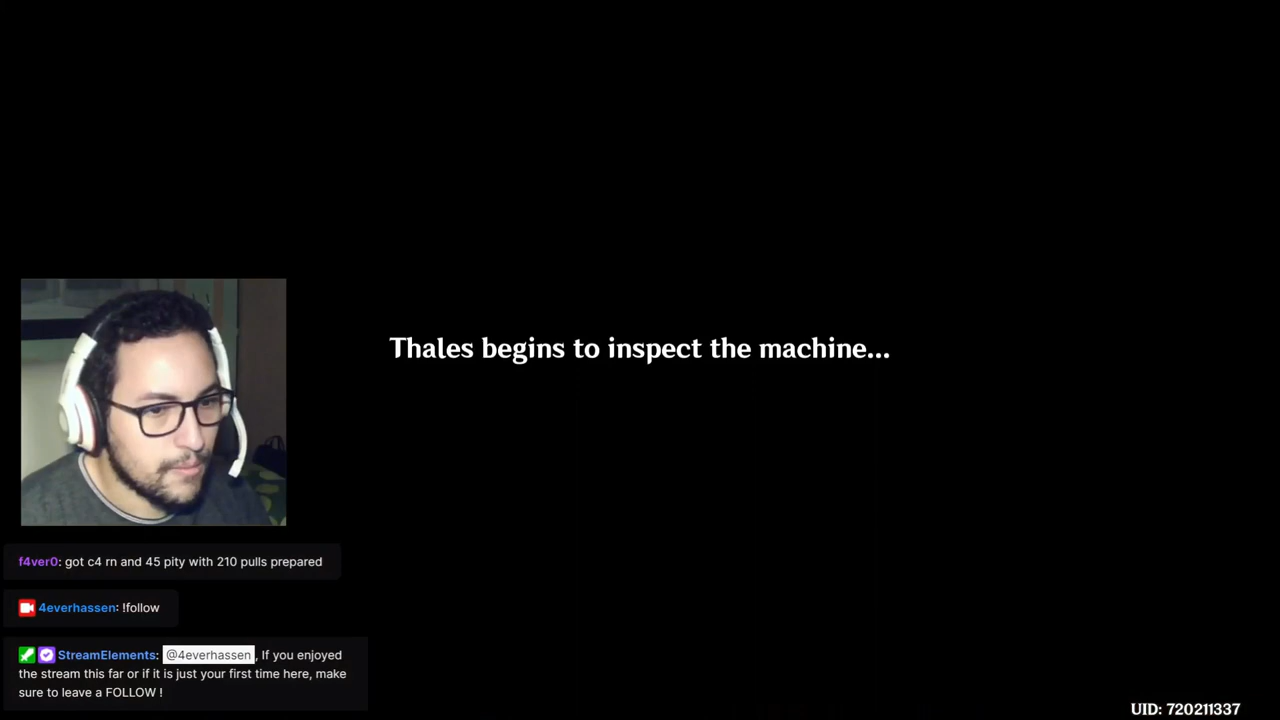 Thales begins to inspect the machine...
f4ver0: got c4 rn and 45 pity with 210 pulls prepared
4everhassen: !follow
StreamElements: @4everhassen, If you enjoyed
the stream this far or if it is just your first time here, make
sure to leave a FOLLOW !
UID: 720211337